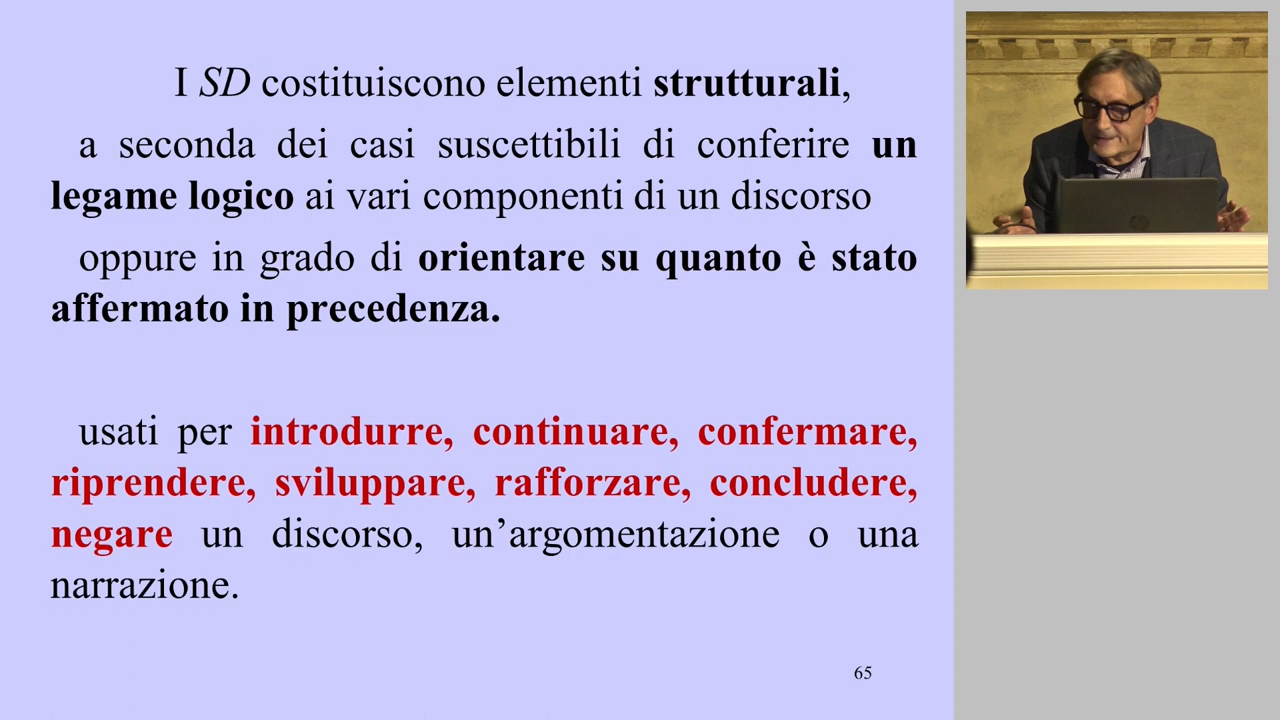 I SD costituiscono elementi strutturali,
a seconda dei casi suscettibili di conferire un
legame logico ai vari componenti di un discorso
oppure in grado di orientare su quanto è stato
affermato in precedenza.
usati per introdurre, continuare, confermare,
riprendere, sviluppare, rafforzare, concludere,
negare un discorso, un’argomentazione o una
narrazione.
65